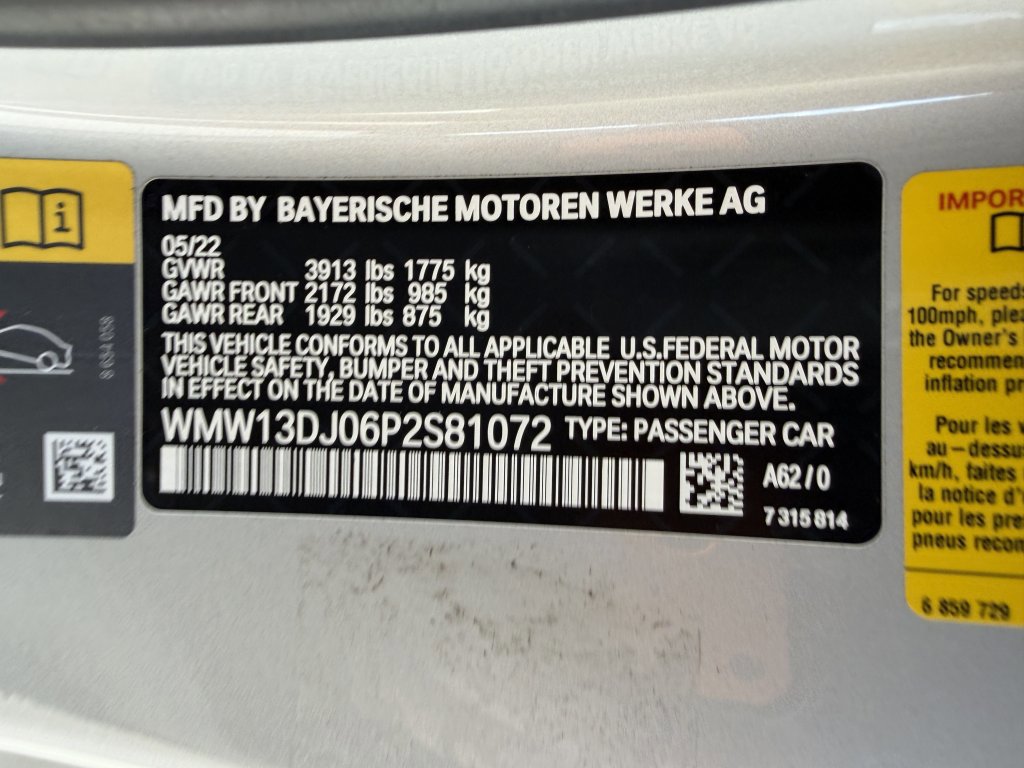 MFD BY BAYERISCHE MOTOREN WERKE AG
05/22
GVWR 3913 lbs 1775 kg
GAWR FRONT 2172 lbs 985 kg
GAWR REAR 1929 lbs 875 kg
THIS VEHICLE CONFORMS TO ALL APPLICABLE U.S.FEDERAL MOTOR
VEHICLE SAFETY, BUMPER AND THEFT PREVENTION STANDARDS
IN EFFECT ON THE DATE OF MANUFACTURE SHOWN ABOVE.
WMW13DJ06P2S81072 TYPE: PASSENGER CAR
A62/0
7 315 814
8 654 058
IMPOR
For speeds
100mph, plea
the Owner's
recommen
inflation pr
Pour les v
au-dessu
km/h, faites
la notice d'
pour les pre
pneus recom
6 859 729